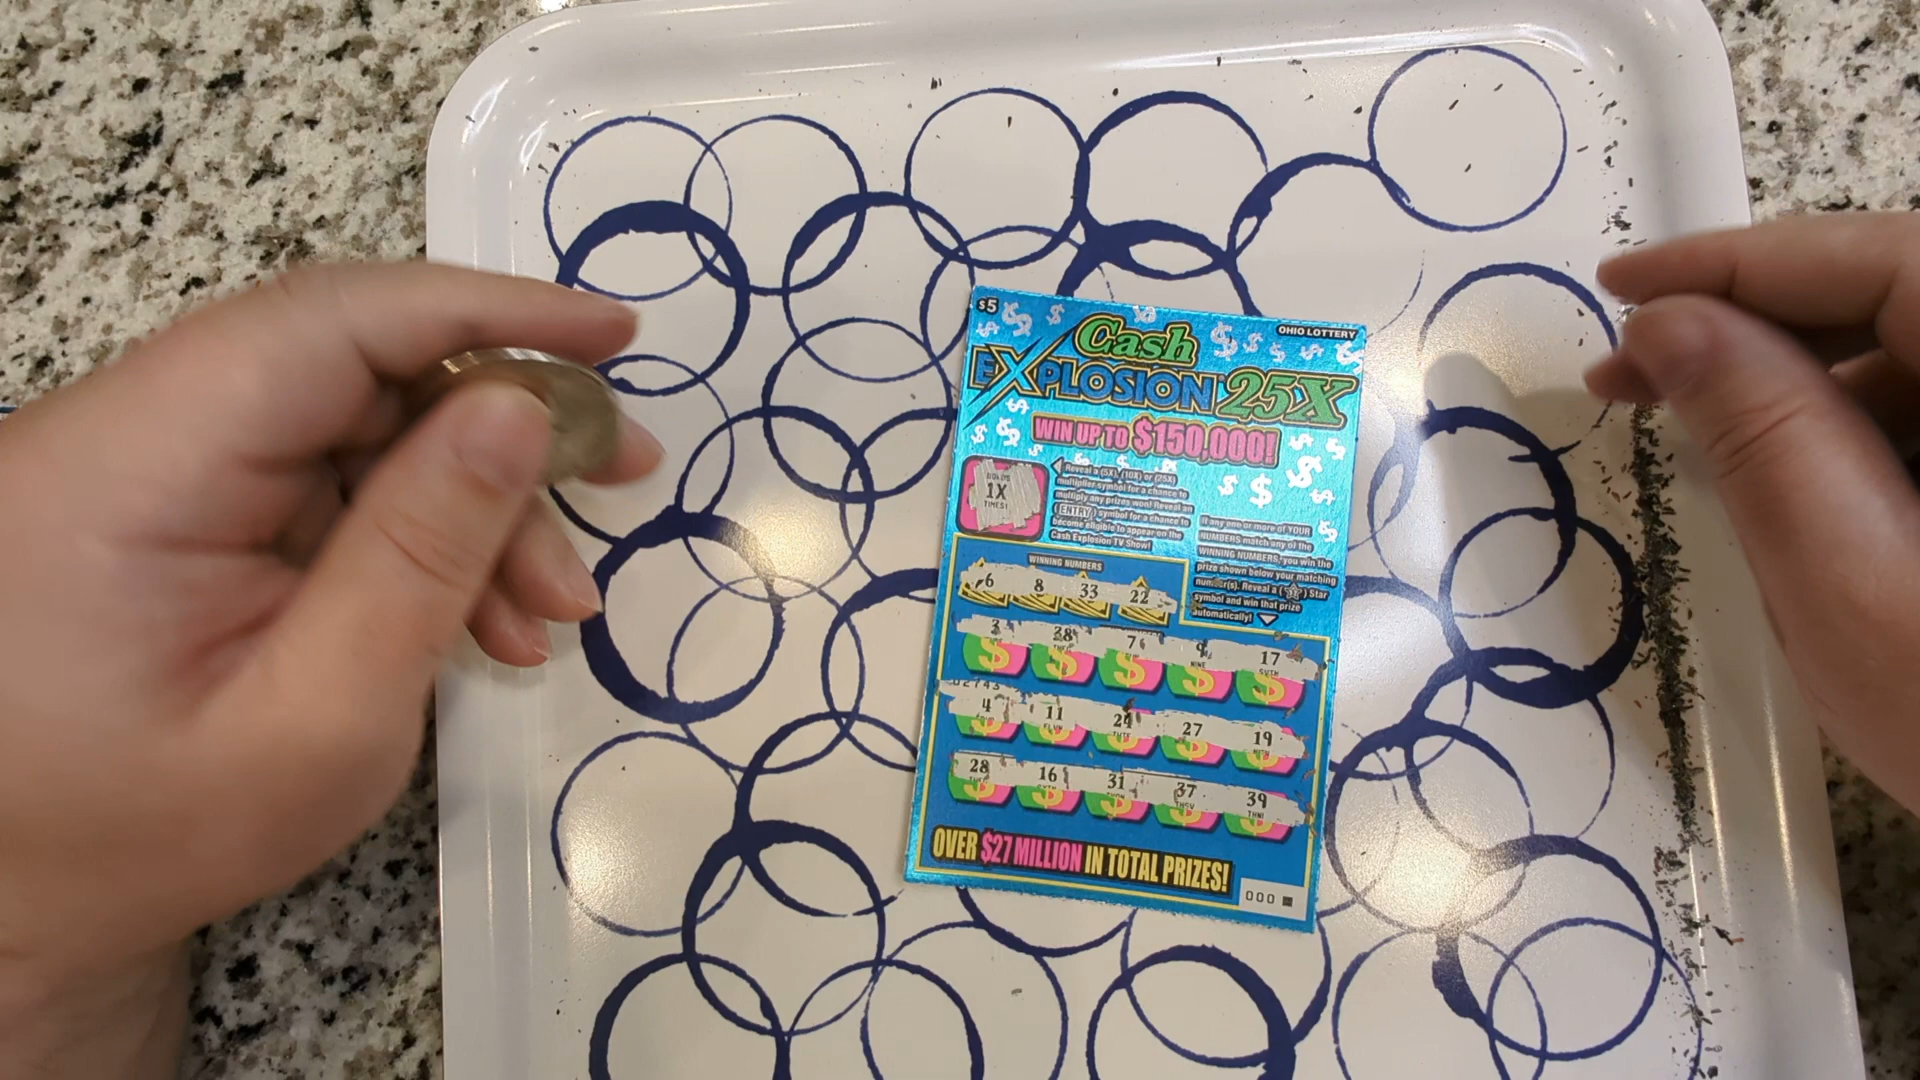 $5
OHIO LOTTERY
Cash
EXPLOSION 25X
WIN UP TO $150,000!
1X
TIMES!
Reveal a (5X), (10X) or (25X)
multiplier symbol for a chance to
multiply any prizes won! Reveal an
(ENTRY) symbol for a chance to
become eligible to appear on the
Cash Explosion TV Show!
If any one or more of YOUR
NUMBERS match any of the
WINNING NUMBERS, you win the
prize shown below your matching
number(s). Reveal a ( ) Star
symbol and win that prize
automatically!
WINNING NUMBERS
6 8 33 22
3 38 7 9 17
NINE
02745
4 11 24 27 19
28 16 31 37 39
OVER $27 MILLION IN TOTAL PRIZES!
000